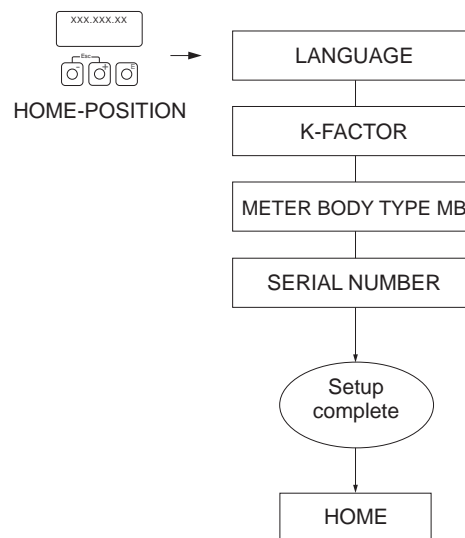 XXX.XXX.XX
Esc
- + E
HOME-POSITION
LANGUAGE
K-FACTOR
METER BODY TYPE MB
SERIAL NUMBER
Setup
complete
HOME